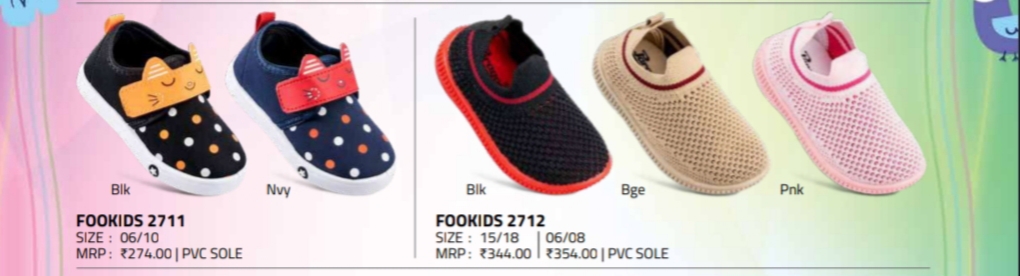 Blk
Nvy
FOOKIDS 2711
SIZE : 06/10
MRP : ₹274.00 | PVC SOLE
Blk
Bge
Pnk
FOOKIDS 2712
SIZE : 15/18 | 06/08
MRP : ₹344.00 | ₹354.00 | PVC SOLE